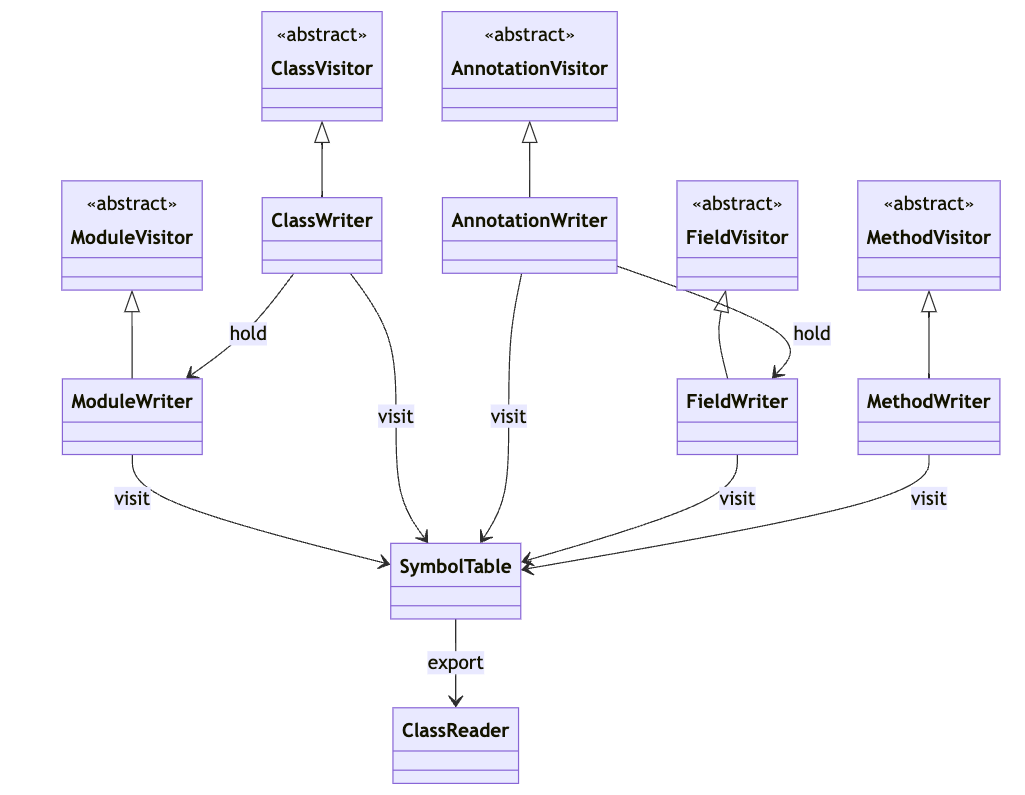 «abstract»
ClassVisitor
«abstract»
AnnotationVisitor
«abstract»
ModuleVisitor
ClassWriter
AnnotationWriter
«abstract»
FieldVisitor
«abstract»
MethodVisitor
hold
hold
ModuleWriter
visit
visit
FieldWriter
MethodWriter
visit
visit
visit
SymbolTable
export
ClassReader